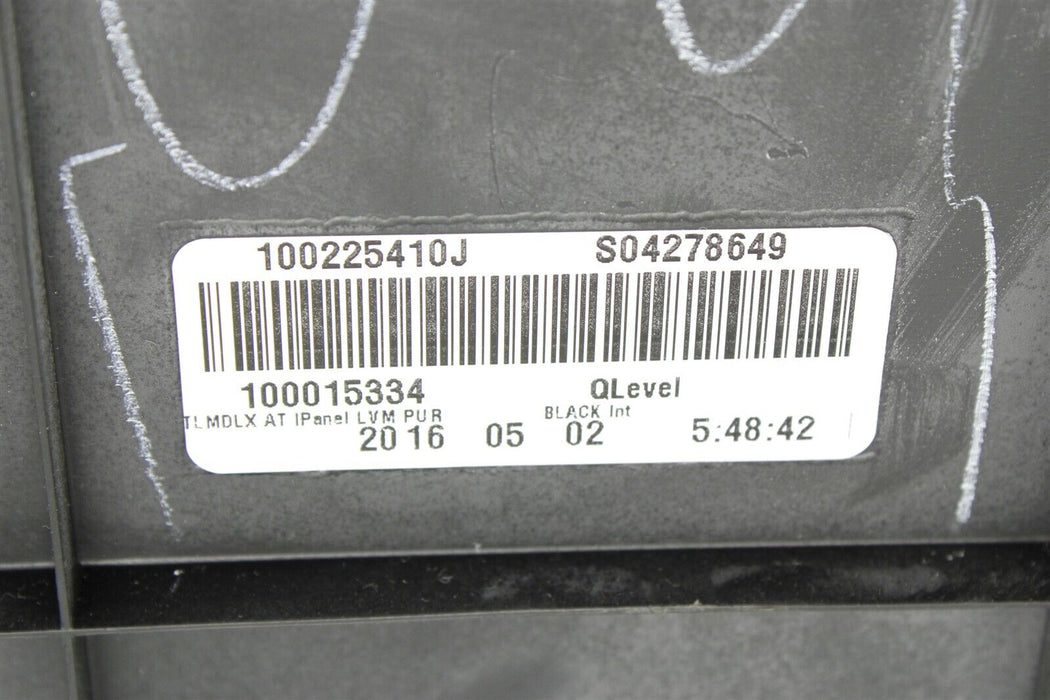 100225410J S04278649
100015334 QLevel
TLMDLX AT IPanel LVM PUR BLACK Int
2016 05 02 5:48:42